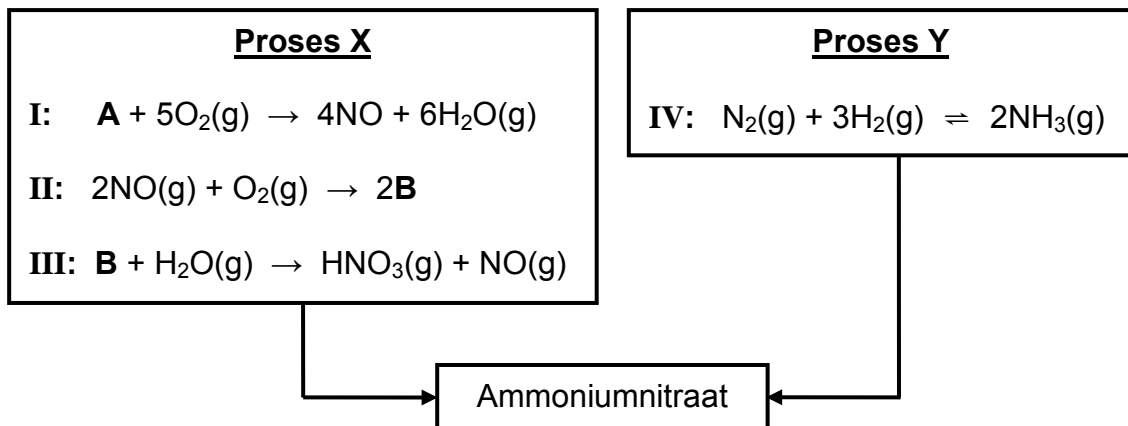 Proses X
I: A + 5O₂(g) → 4NO + 6H₂O(g)
II: 2NO(g) + O₂(g) → 2B
III: B + H₂O(g) → HNO₃(g) + NO(g)
Proses Y
IV: N₂(g) + 3H₂(g) ⇌ 2NH₃(g)
Ammoniumnitraat